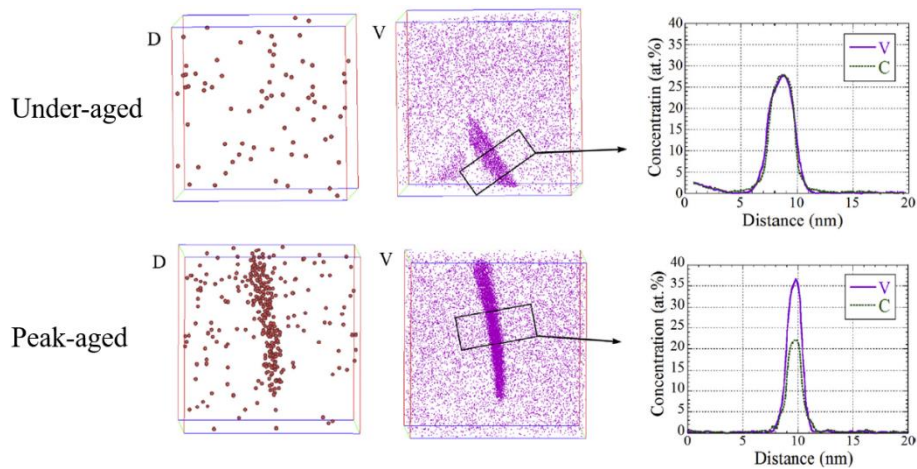 D
V
Under-aged
Concentratin (at.%)
40
35
30
25
20
15
10
5
0
V
C
0 5 10 15 20
Distance (nm)
D
V
Peak-aged
Concentration (at.%)
40
35
30
25
20
15
10
5
0
V
C
0 5 10 15 20
Distance (nm)